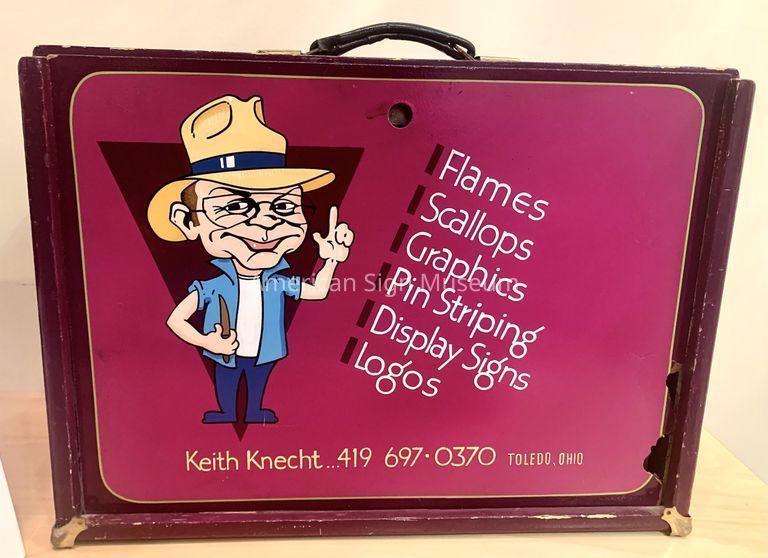 Flames
Scallops
Graphics
American Sign Museum
Pin Striping
Display Signs
Logos
Keith Knecht...419 697·0370 TOLEDO, OHIO